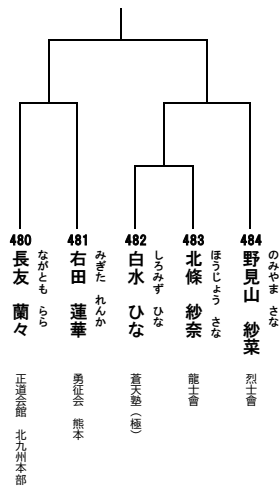 480
長友 蘭々
ながとも らら
正道会館 北九州本部
481
右田 蓮華
みぎた れんか
勇征会 熊本
482
白水 ひな
しろみず ひな
蒼天塾(極)
483
北條 紗奈
ほうじょう さな
龍士會
484
野見山 紗菜
のみやま さな
烈士會